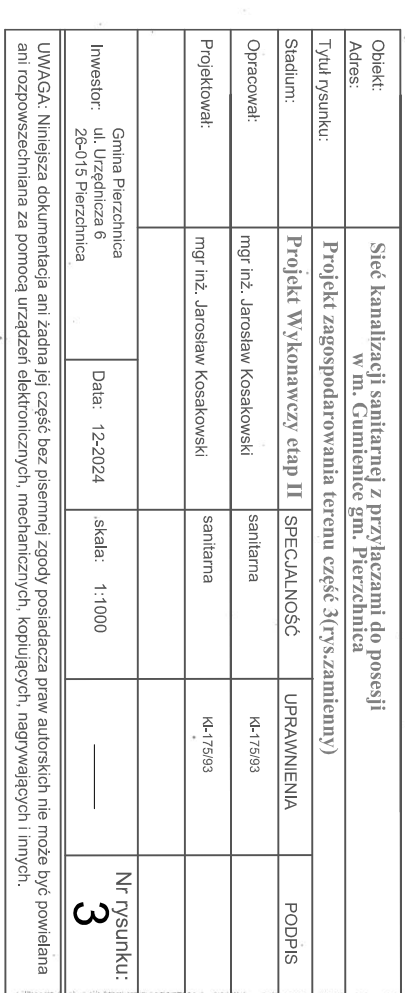 Obiekt: Sieć kanalizacji sanitarnej z przyłączami do posesji
Adres: w m. Gumienice gm. Pierzchnica
Tytuł rysunku: Projekt zagospodarowania terenu część 3(rys.zamienny)
Stadium: Projekt Wykonawczy etap II SPECJALNOŚĆ UPRAWNIENIA PODPIS
Opracował: mgr inż. Jarosław Kosakowski sanitarna KI-175/93
Projektował: mgr inż. Jarosław Kosakowski sanitarna KI-175/93
Inwestor: Gmina Pierzchnica
ul. Urzędnicza 6
26-015 Pierzchnica
Data: 12-2024
skala: 1:1000
Nr rysunku:
3
UWAGA: Niniejsza dokumentacja ani żadna jej część bez pisemnej zgody posiadacza praw autorskich nie może być powielana
ani rozpowszechniana za pomocą urządzeń elektronicznych, mechanicznych, kopiujących, nagrywających i innych.